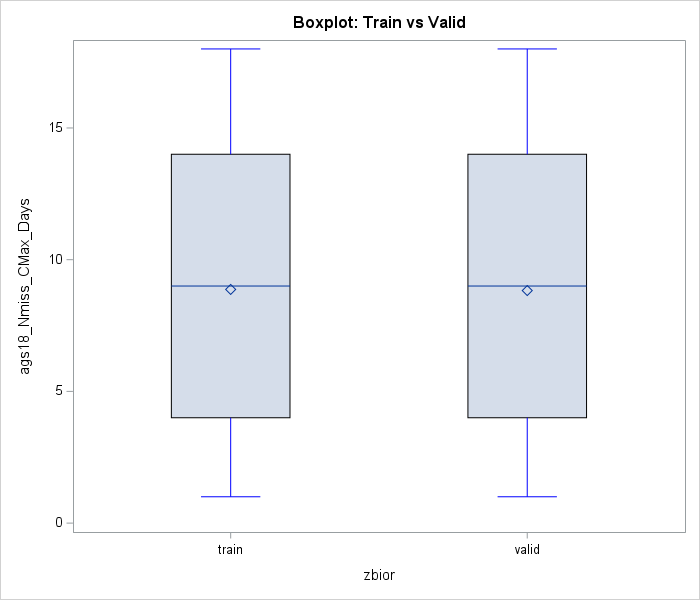 Boxplot: Train vs Valid
ags18_Nmiss_CMax_Days
15
10
5
0
train
valid
zbior